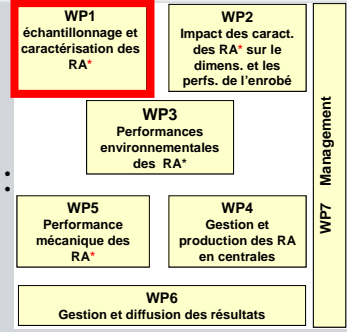 WP1
échantillonnage et
caractérisation des
RA*
WP2
Impact des caract.
des RA* sur le
dimens. et les
perfs. de l'enrobé
WP3
Performances
environnementales
des RA*
WP5
Performance
mécanique des
RA*
WP4
Gestion et
production des RA
en centrales
WP6
Gestion et diffusion des résultats
WP7 Management